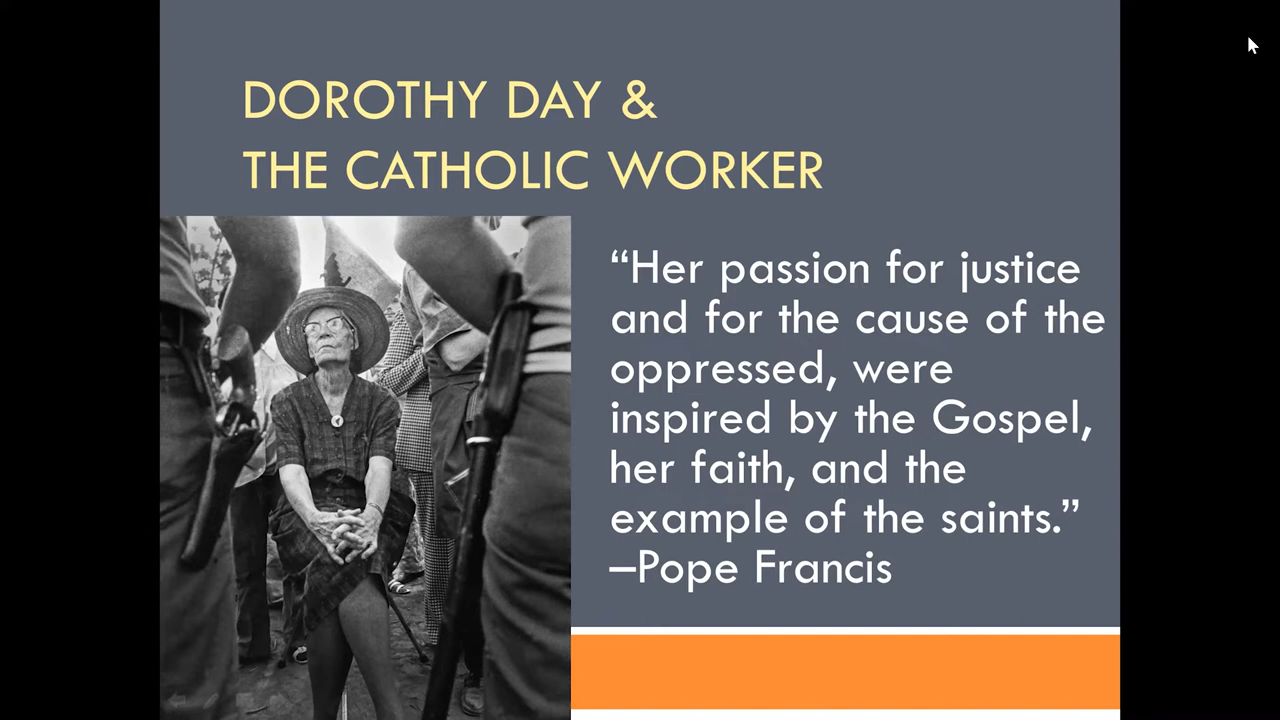 DOROTHY DAY &
THE CATHOLIC WORKER
“Her passion for justice
and for the cause of the
oppressed, were
inspired by the Gospel,
her faith, and the
example of the saints.”
–Pope Francis